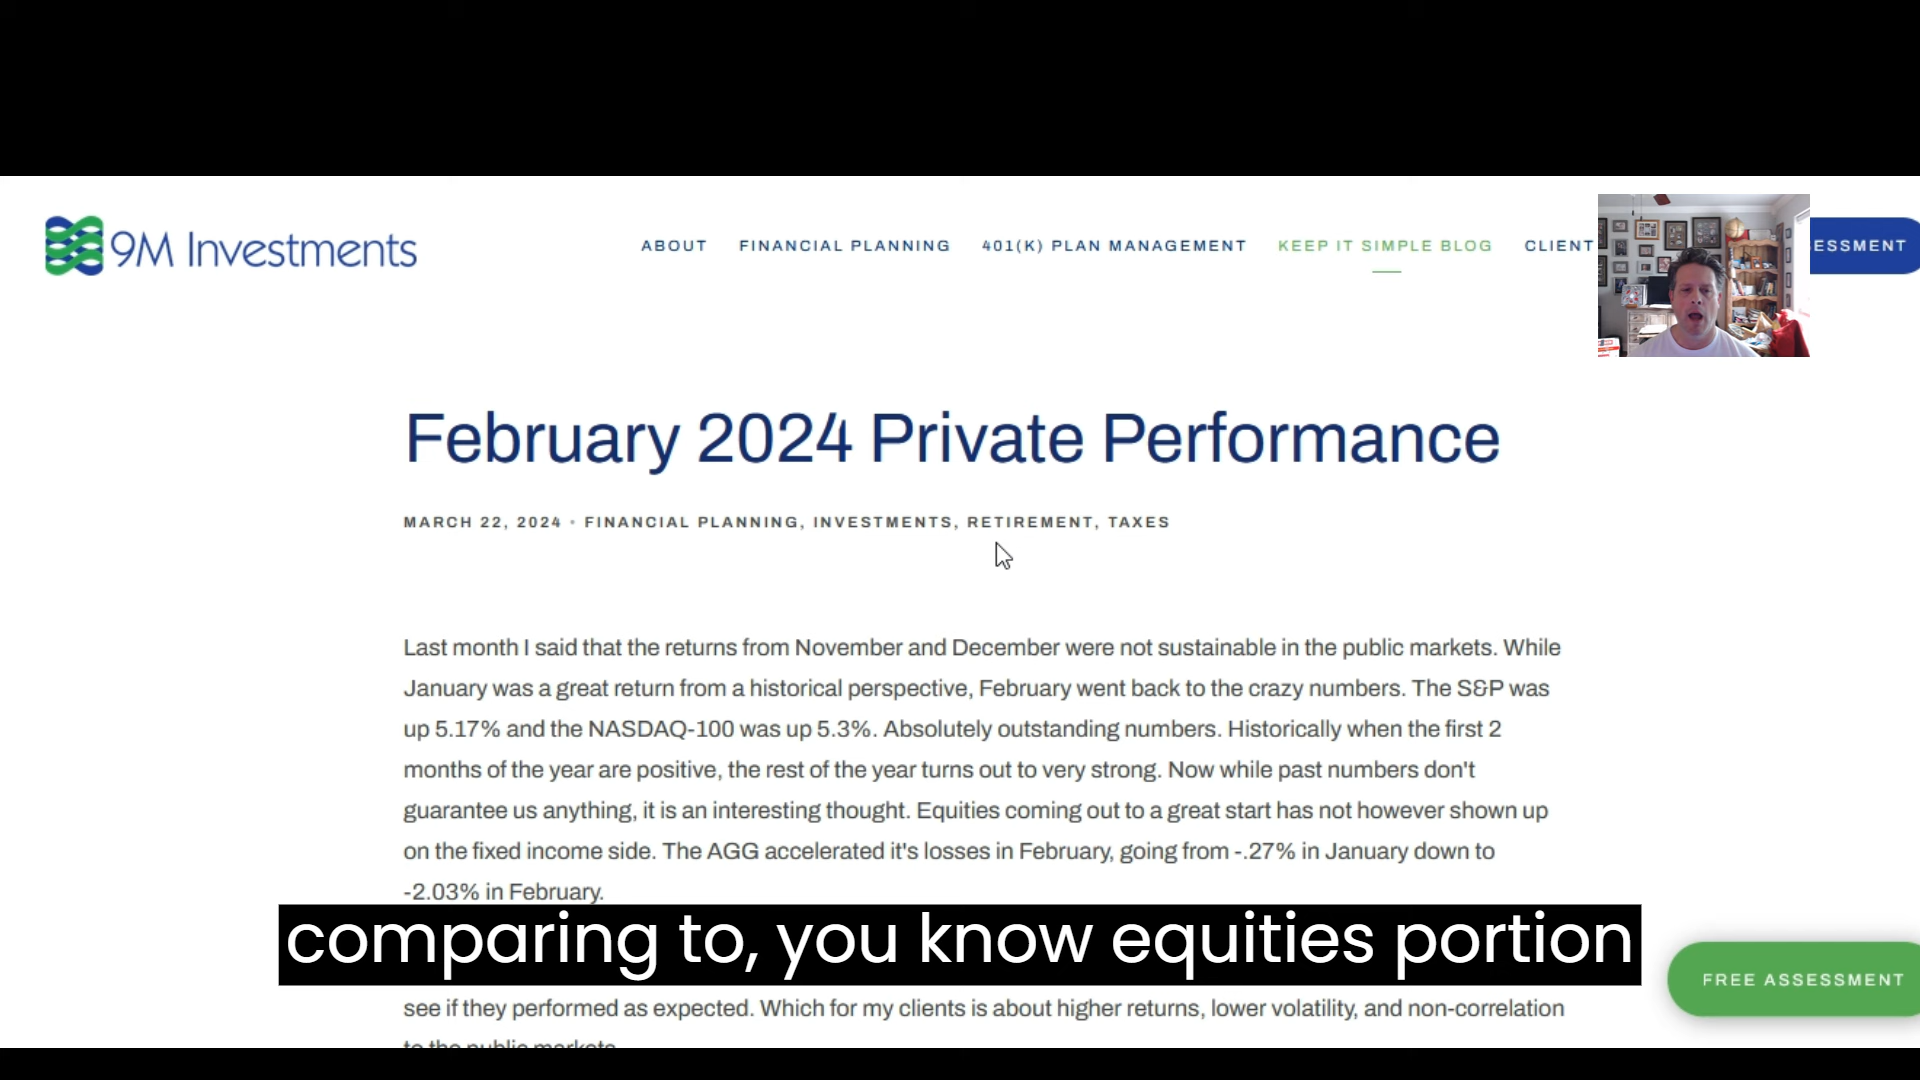 9M Investments
ABOUT FINANCIAL PLANNING 401(K) PLAN MANAGEMENT KEEP IT SIMPLE BLOG CLIENT ESSMENT
February 2024 Private Performance
MARCH 22, 2024 • FINANCIAL PLANNING, INVESTMENTS, RETIREMENT, TAXES
Last month I said that the returns from November and December were not sustainable in the public markets. While
January was a great return from a historical perspective, February went back to the crazy numbers. The S&P was
up 5.17% and the NASDAQ-100 was up 5.3%. Absolutely outstanding numbers. Historically when the first 2
months of the year are positive, the rest of the year turns out to very strong. Now while past numbers don't
guarantee us anything, it is an interesting thought. Equities coming out to a great start has not however shown up
on the fixed income side. The AGG accelerated it's losses in February, going from -.27% in January down to
-2.03% in February.
comparing to, you know equities portion
FREE ASSESSMENT
see if they performed as expected. Which for my clients is about higher returns, lower volatility, and non-correlation
to the public markets.